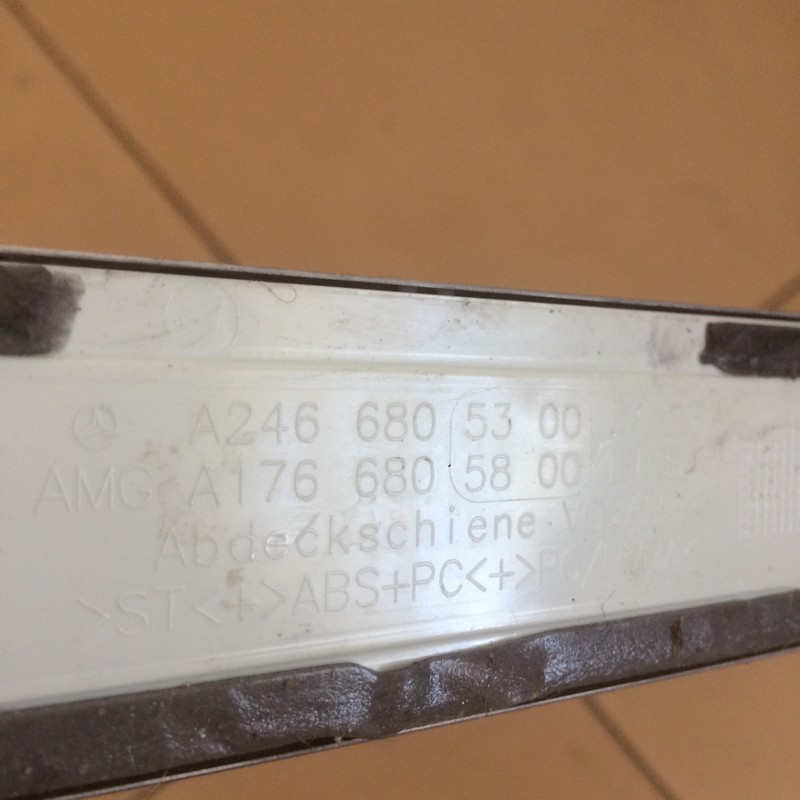 A246 680 53 00
AMG A176 680 58 00
Abdeckschiene
>ST<+>ABS+PC<+>